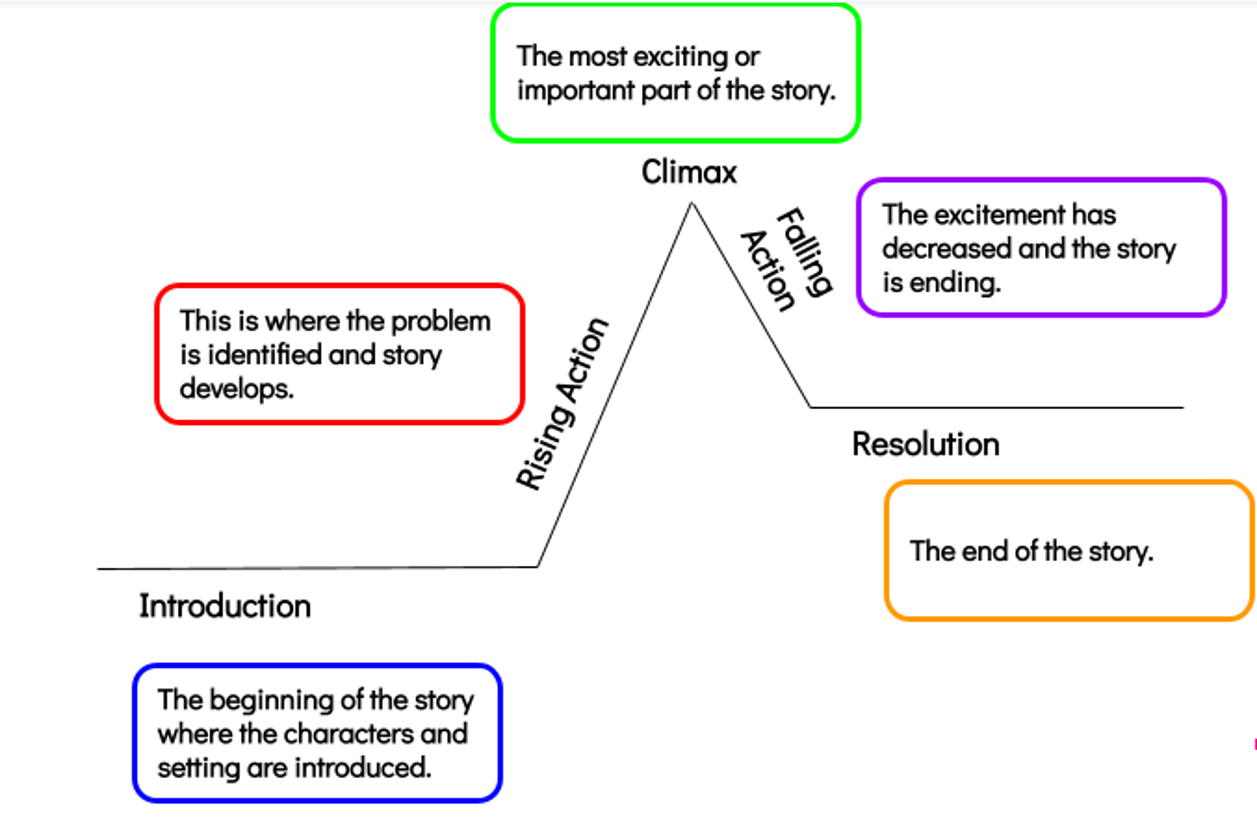 The most exciting or
important part of the story.
Climax
Falling
Action
The excitement has
decreased and the story
is ending.
This is where the problem
is identified and story
develops.
Rising Action
Resolution
The end of the story.
Introduction
The beginning of the story
where the characters and
setting are introduced.